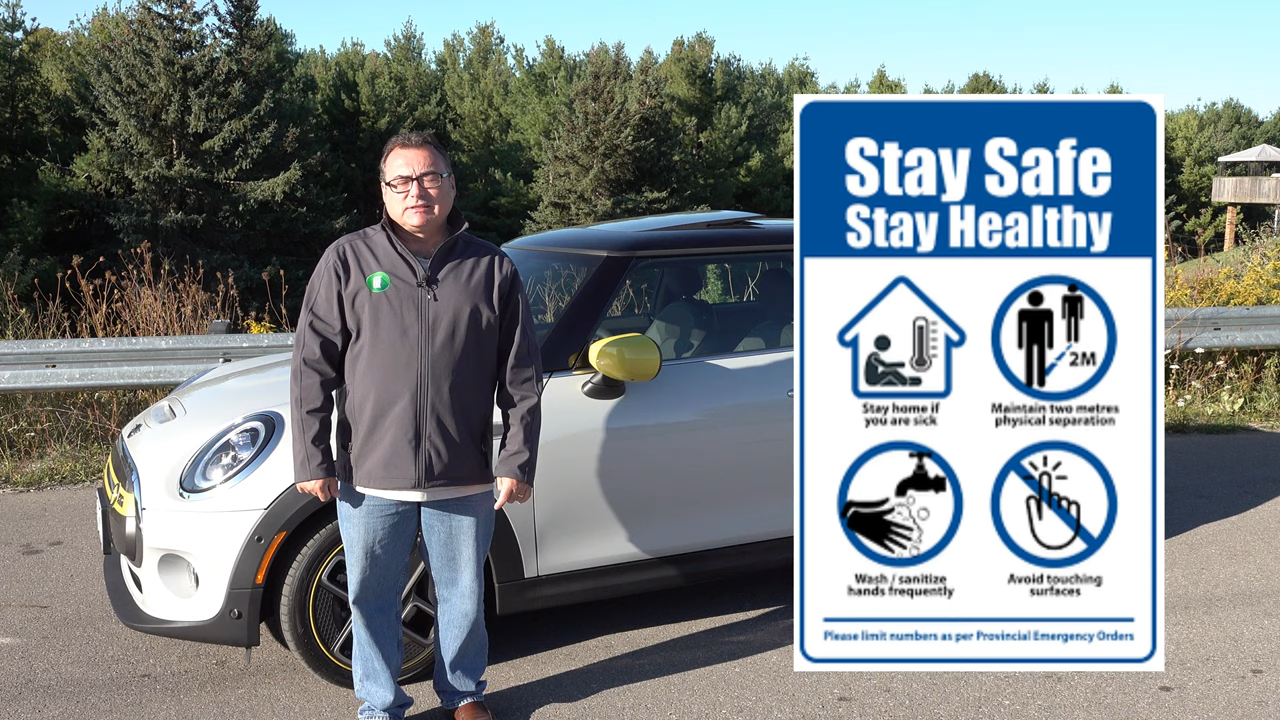 Stay Safe
Stay Healthy
2M
Stay home if
you are sick
Maintain two metres
physical separation
Wash / sanitize
hands frequently
Avoid touching
surfaces
Please limit numbers as per Provincial Emergency Orders